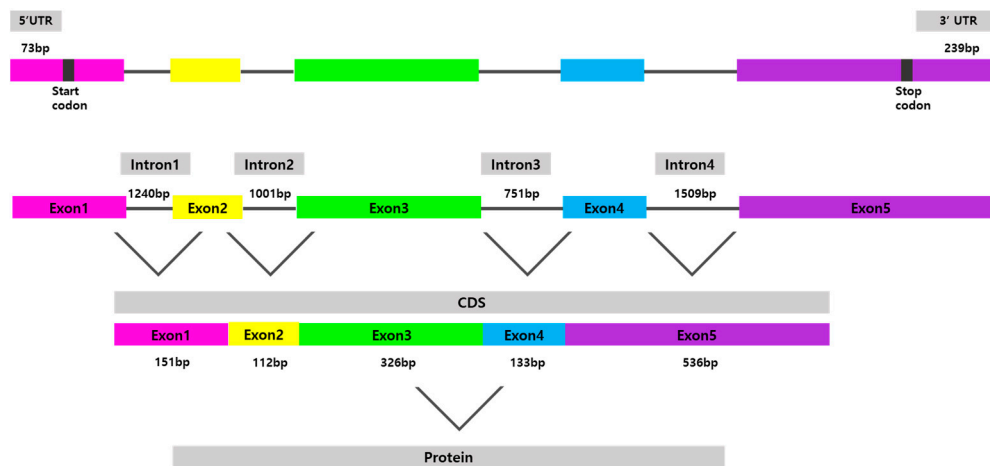 5'UTR 3' UTR
73bp 239bp
Start
codon
Stop
codon
Intron1 Intron2 Intron3 Intron4
1240bp 1001bp 751bp 1509bp
Exon1 Exon2 Exon3 Exon4 Exon5
CDS
Exon1 Exon2 Exon3 Exon4 Exon5
151bp 112bp 326bp 133bp 536bp
Protein